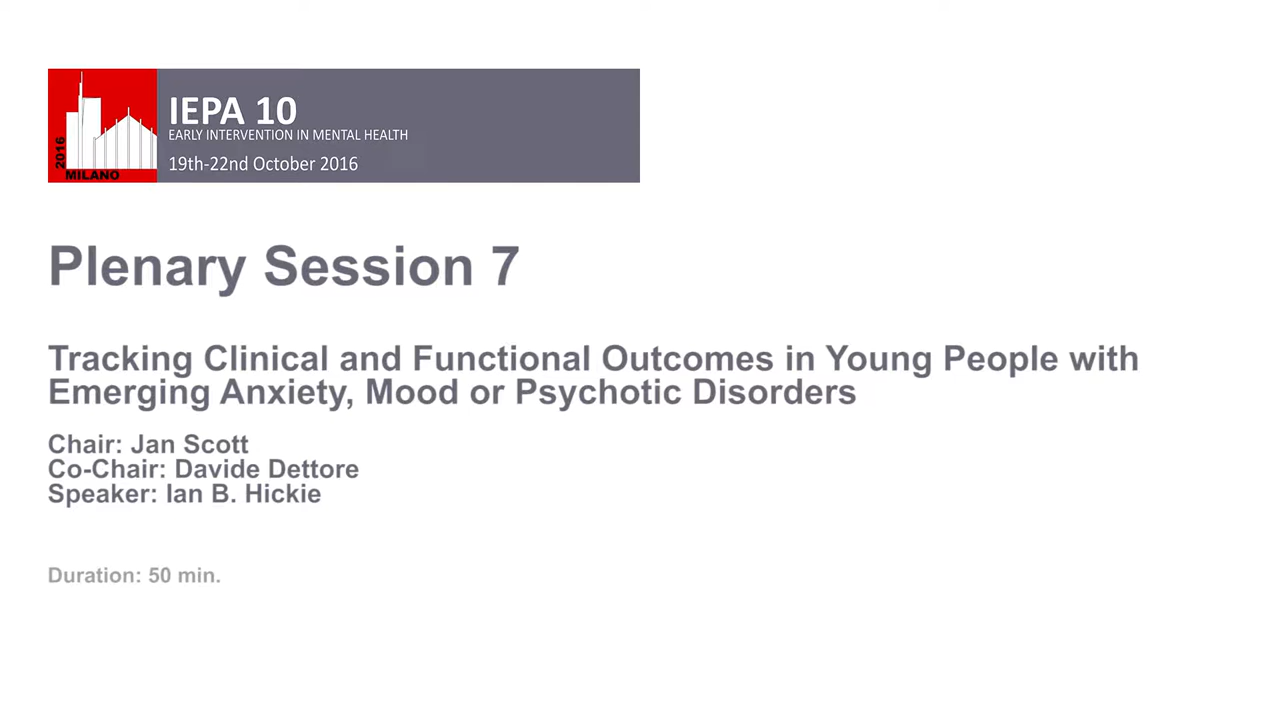 2016
MILANO
IEPA 10
EARLY INTERVENTION IN MENTAL HEALTH
19th-22nd October 2016
Plenary Session 7
Tracking Clinical and Functional Outcomes in Young People with
Emerging Anxiety, Mood or Psychotic Disorders
Chair: Jan Scott
Co-Chair: Davide Dettore
Speaker: Ian B. Hickie
Duration: 50 min.